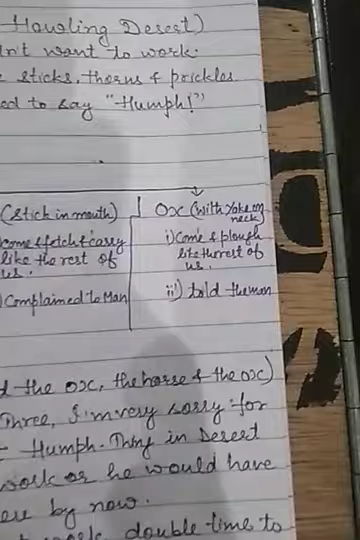 Howling Desert)
n't want to work.
sticks, thorns & prickles
ed to say "Humph!"
(stick in mouth)
come & fetch & carry
like the rest of
us.
) Complained to Man
Ox (with yoke on
neck)
i) Come & plough
like the rest of
us.
ii) told the man
d the ox, the horse & the ox)
Three, I'm very sorry for
Humph-Thing in Desert
work or he would have
ere by now.
work double time to